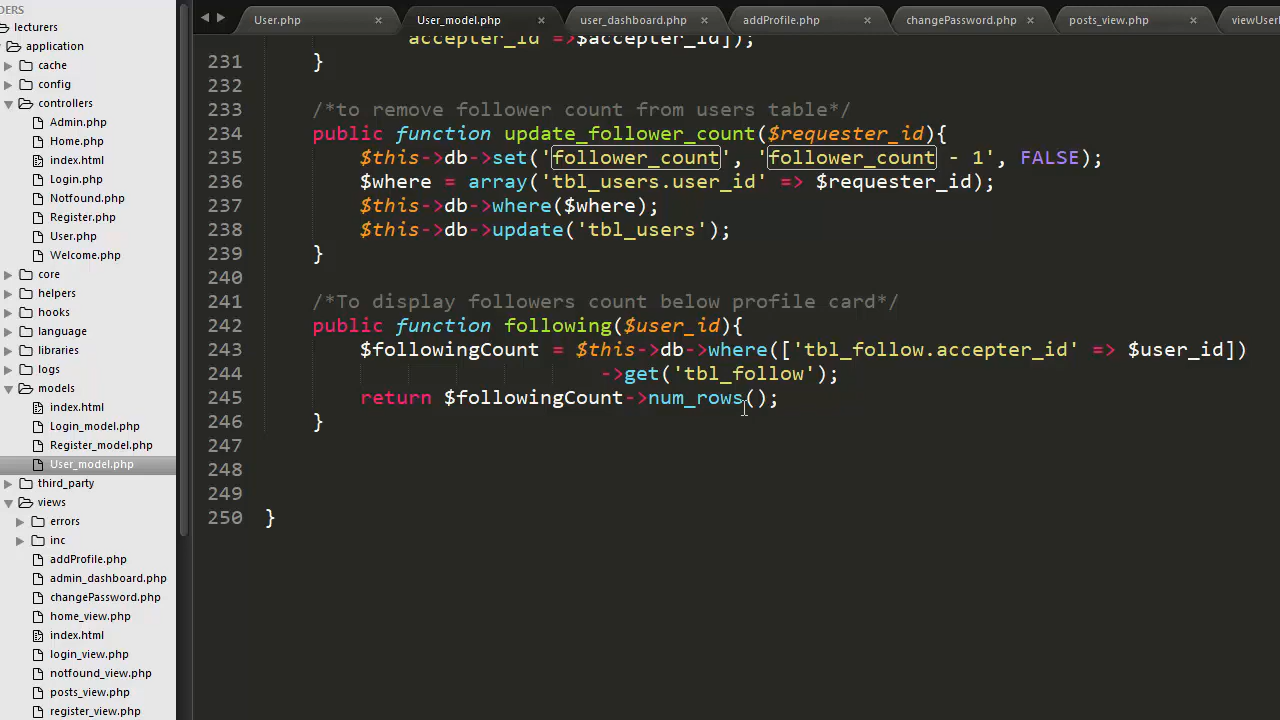 DERS
lecturers
application
cache
config
controllers
Admin.php
Home.php
index.html
Login.php
Notfound.php
Register.php
User.php
Welcome.php
core
helpers
hooks
language
libraries
logs
models
index.html
Login_model.php
Register_model.php
User_model.php
third_party
views
errors
inc
addProfile.php
admin_dashboard.php
changePassword.php
home_view.php
index.html
login_view.php
notfound_view.php
posts_view.php
register_view.php
User.php × User_model.php × user_dashboard.php × addProfile.php × changePassword.php × posts_view.php × viewUserI
accepter_id =>$accepter_id]);
231 }
232
233 /*to remove follower count from users table*/
234 public function update_follower_count($requester_id){
235 $this->db->set('follower_count', 'follower_count - 1', FALSE);
236 $where = array('tbl_users.user_id' => $requester_id);
237 $this->db->where($where);
238 $this->db->update('tbl_users');
239 }
240
241 /*To display followers count below profile card*/
242 public function following($user_id){
243 $followingCount = $this->db->where(['tbl_follow.accepter_id' => $user_id])
244 ->get('tbl_follow');
245 return $followingCount->num_rows();
246 }
247
248
249
250 }